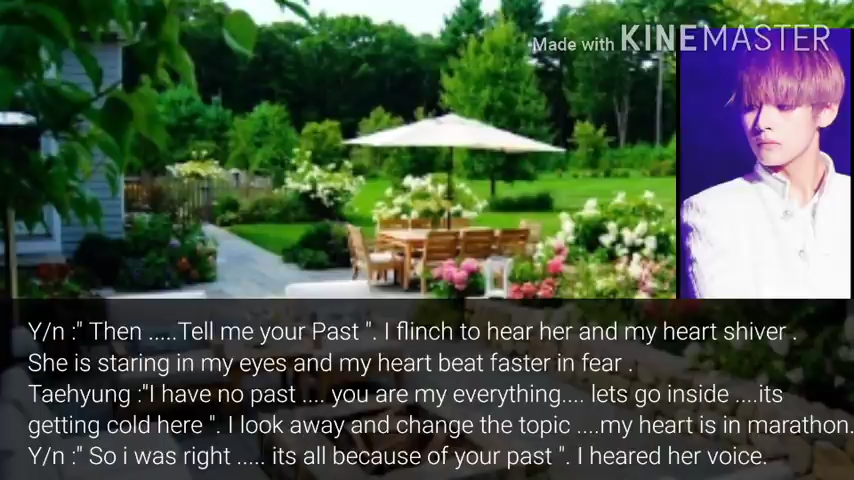 Made with KINEMASTER
Y/n :" Then .....Tell me your Past ". I flinch to hear her and my heart shiver .
She is staring in my eyes and my heart beat faster in fear .
Taehyung :"I have no past .... you are my everything.... lets go inside ....its
getting cold here ". I look away and change the topic ....my heart is in marathon.
Y/n :" So i was right ..... its all because of your past ". I heared her voice.